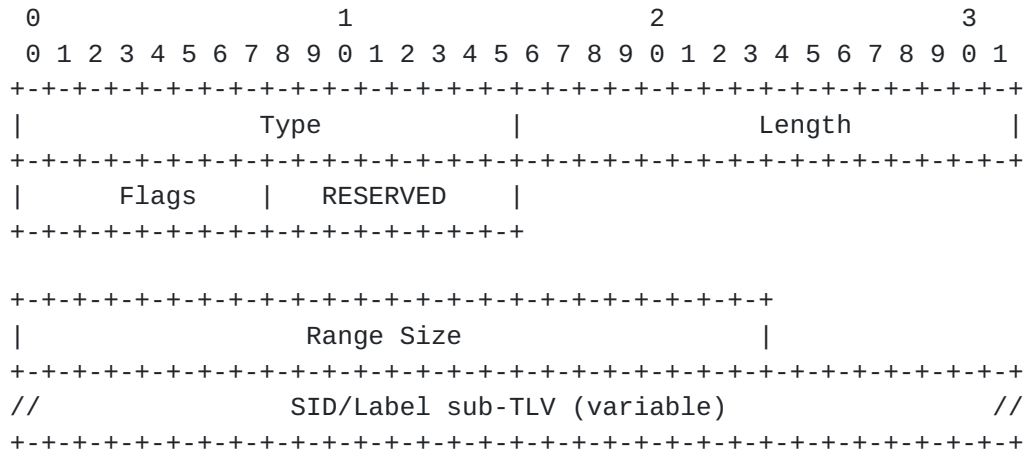 0                   1                   2                   3
 0 1 2 3 4 5 6 7 8 9 0 1 2 3 4 5 6 7 8 9 0 1 2 3 4 5 6 7 8 9 0 1
+-+-+-+-+-+-+-+-+-+-+-+-+-+-+-+-+-+-+-+-+-+-+-+-+-+-+-+-+-+-+-+-+
|               Type            |               Length          |
+-+-+-+-+-+-+-+-+-+-+-+-+-+-+-+-+-+-+-+-+-+-+-+-+-+-+-+-+-+-+-+-+
|      Flags    |   RESERVED    |
+-+-+-+-+-+-+-+-+-+-+-+-+-+-+-+-+

+-+-+-+-+-+-+-+-+-+-+-+-+-+-+-+-+-+-+-+-+-+-+-+-+
|                  Range Size                   |
+-+-+-+-+-+-+-+-+-+-+-+-+-+-+-+-+-+-+-+-+-+-+-+-+-+-+-+-+-+-+-+-+
//                SID/Label sub-TLV (variable)                 //
+-+-+-+-+-+-+-+-+-+-+-+-+-+-+-+-+-+-+-+-+-+-+-+-+-+-+-+-+-+-+-+-+